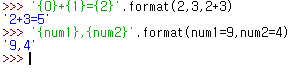 >>> '{0}+{1}={2}'.format(2,3,2+3)
'2+3=5'
>>> '{num1},{num2}'.format(num1=9,num2=4)
'9,4'
>>>